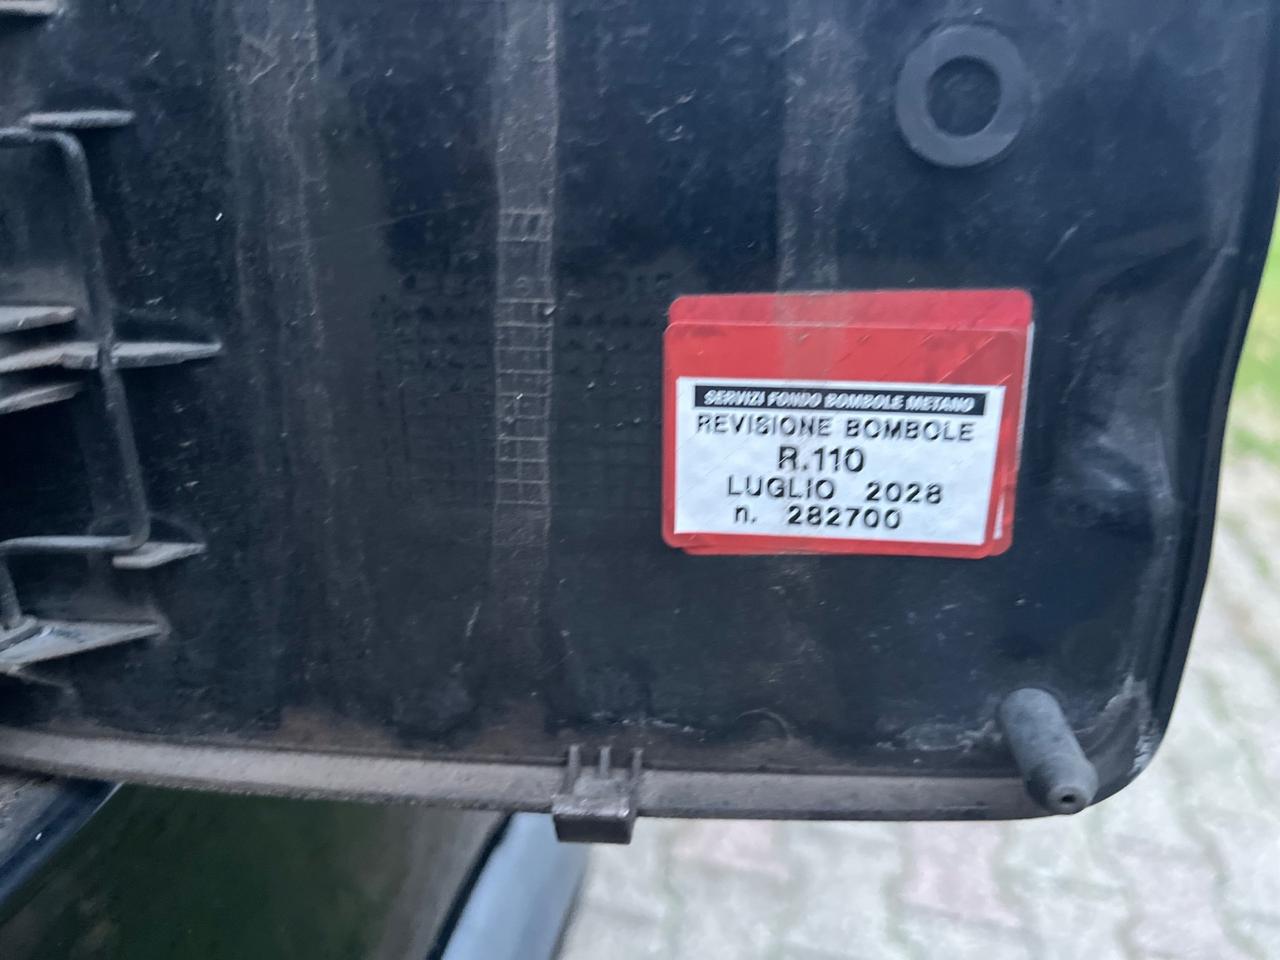 SERVIZI FONDO BOMBOLE METANO
REVISIONE BOMBOLE
R.110
LUGLIO 2028
n. 282700